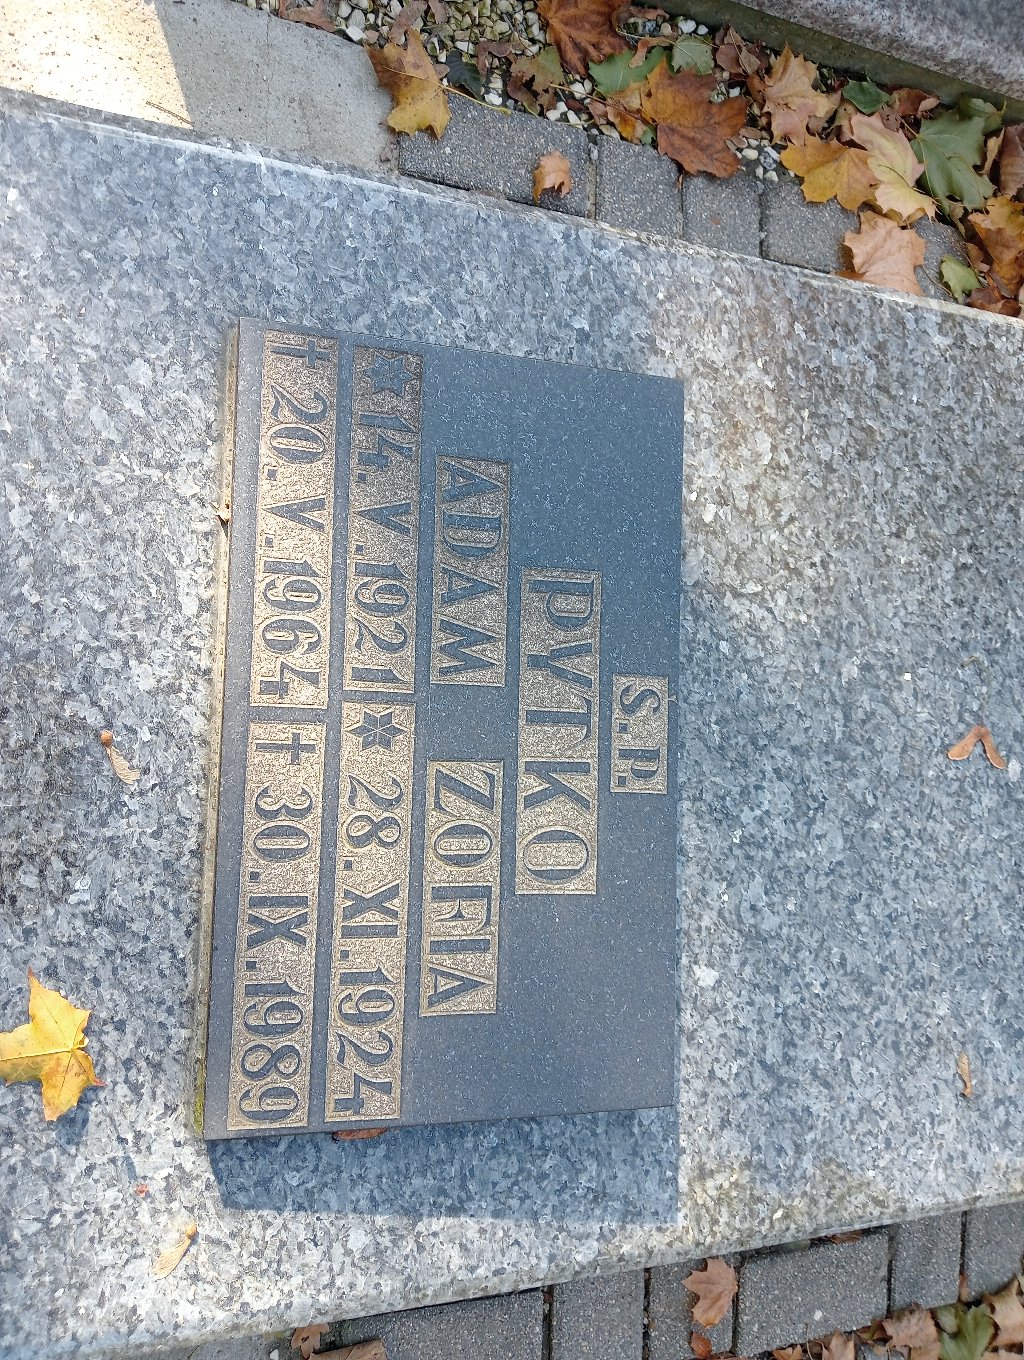 Ś.P.
PYTKO
ADAM ZOFIA
14.V.1921 28.XI.1924
✝ 20.V.1964 ✝ 30.IX.1989